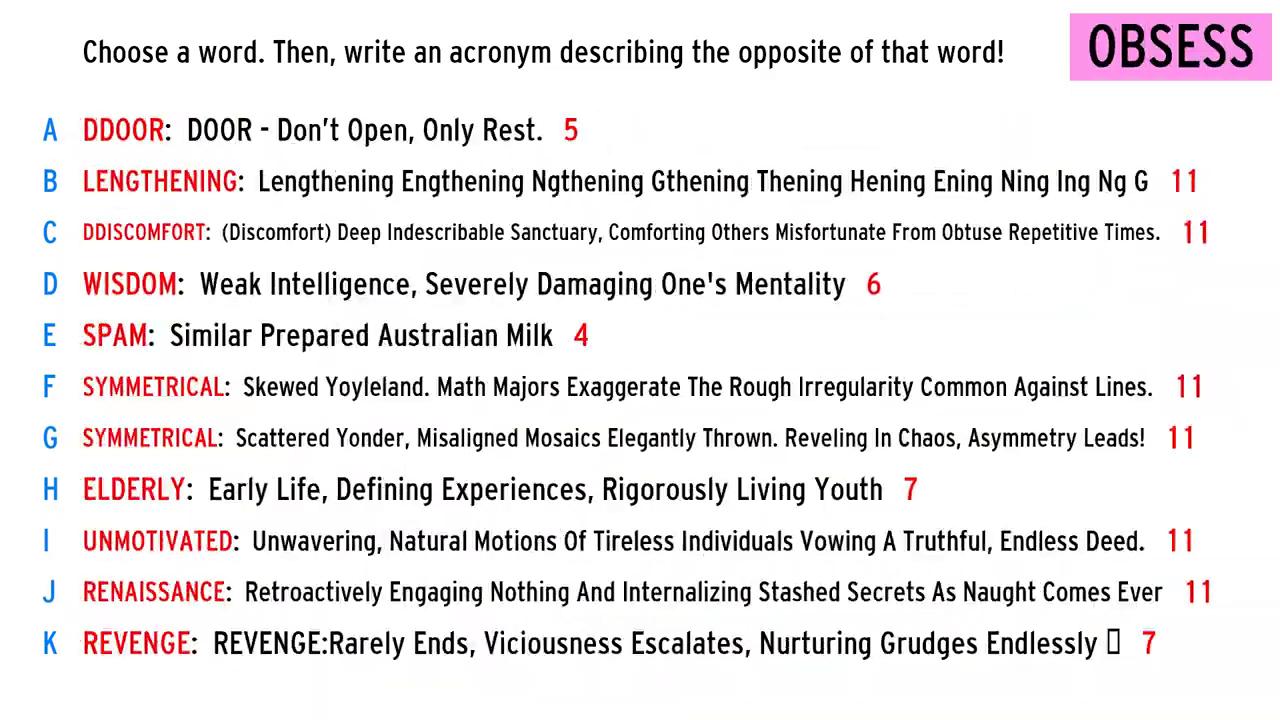 Choose a word. Then, write an acronym describing the opposite of that word!
OBSESS
A DDOOR: DOOR - Don't Open, Only Rest. 5
B LENGTHENING: Lengthening Engthening Ngthening Gthening Thening Hening Ening Ning Ing Ng G 11
C DDISCOMFORT: (Discomfort) Deep Indescribable Sanctuary, Comforting Others Misfortunate From Obtuse Repetitive Times. 11
D WISDOM: Weak Intelligence, Severely Damaging One's Mentality 6
E SPAM: Similar Prepared Australian Milk 4
F SYMMETRICAL: Skewed Yoyleland. Math Majors Exaggerate The Rough Irregularity Common Against Lines. 11
G SYMMETRICAL: Scattered Yonder, Misaligned Mosaics Elegantly Thrown. Reveling In Chaos, Asymmetry Leads! 11
H ELDERLY: Early Life, Defining Experiences, Rigorously Living Youth 7
I UNMOTIVATED: Unwavering, Natural Motions Of Tireless Individuals Vowing A Truthful, Endless Deed. 11
J RENAISSANCE: Retroactively Engaging Nothing And Internalizing Stashed Secrets As Naught Comes Ever 11
K REVENGE: REVENGE:Rarely Ends, Viciousness Escalates, Nurturing Grudges Endlessly ▯ 7